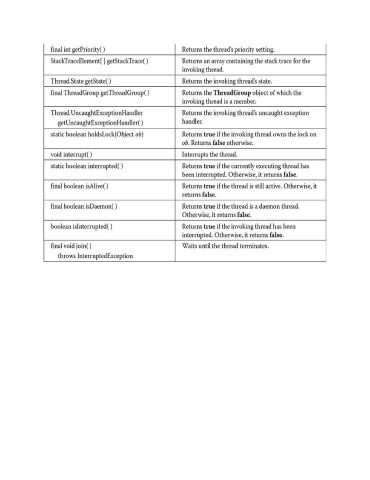 final int getPriority( )
Returns the thread's priority setting.
StackTraceElement[ ] getStackTrace( )
Returns an array containing the stack trace for the
invoking thread.
Thread.State getState( )
Returns the invoking thread's state.
final ThreadGroup getThreadGroup( )
Returns the ThreadGroup object of which the
invoking thread is a member.
Thread.UncaughtExceptionHandler
getUncaughtExceptionHandler( )
Returns the invoking thread's uncaught exception
handler.
static boolean holdsLock(Object ob)
Returns true if the invoking thread owns the lock on
ob. Returns false otherwise.
void interrupt( )
Interrupts the thread.
static boolean interrupted( )
Returns true if the currently executing thread has
been interrupted. Otherwise, it returns false.
final boolean isAlive( )
Returns true if the thread is still active. Otherwise, it
returns false.
final boolean isDaemon( )
Returns true if the thread is a daemon thread.
Otherwise, it returns false.
boolean isInterrupted( )
Returns true if the invoking thread has been
interrupted. Otherwise, it returns false.
final void join( )
throws InterruptedException
Waits until the thread terminates.